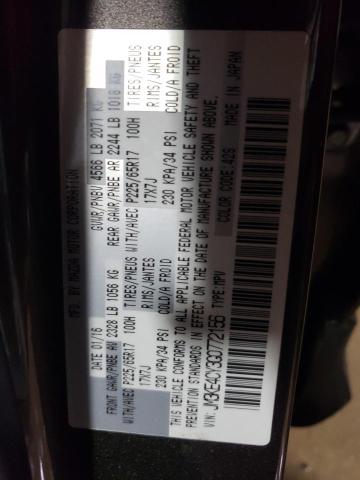 MFD. BY MAZDA MOTOR CORPORATION
DATE 01/16 GVWR/PNBV 4566 LB 2071 KG
FRONT GAWR/PNBE AV 2328 LB 1056 KG REAR GAWR/PNBE AR 2244 LB 1018 KG
WITH/AVEC P225/65R17 100H TIRES/PNEUS WITH/AVEC P225/65R17 100H TIRES/PNEUS
17X7J RIMS/JANTES 17X7J RIMS/JANTES
230 KPA/34 PSI COLD/A FROID 230 KPA/34 PSI COLD/A FROID
THIS VEHICLE CONFORMS TO ALL APPLICABLE FEDERAL MOTOR VEHICLE SAFETY AND THEFT
PREVENTION STANDARDS IN EFFECT ON THE DATE OF MANUFACTURE SHOWN ABOVE.
MADE IN JAPAN
VIN: TYPE: MPV COLOR CODE: 42S